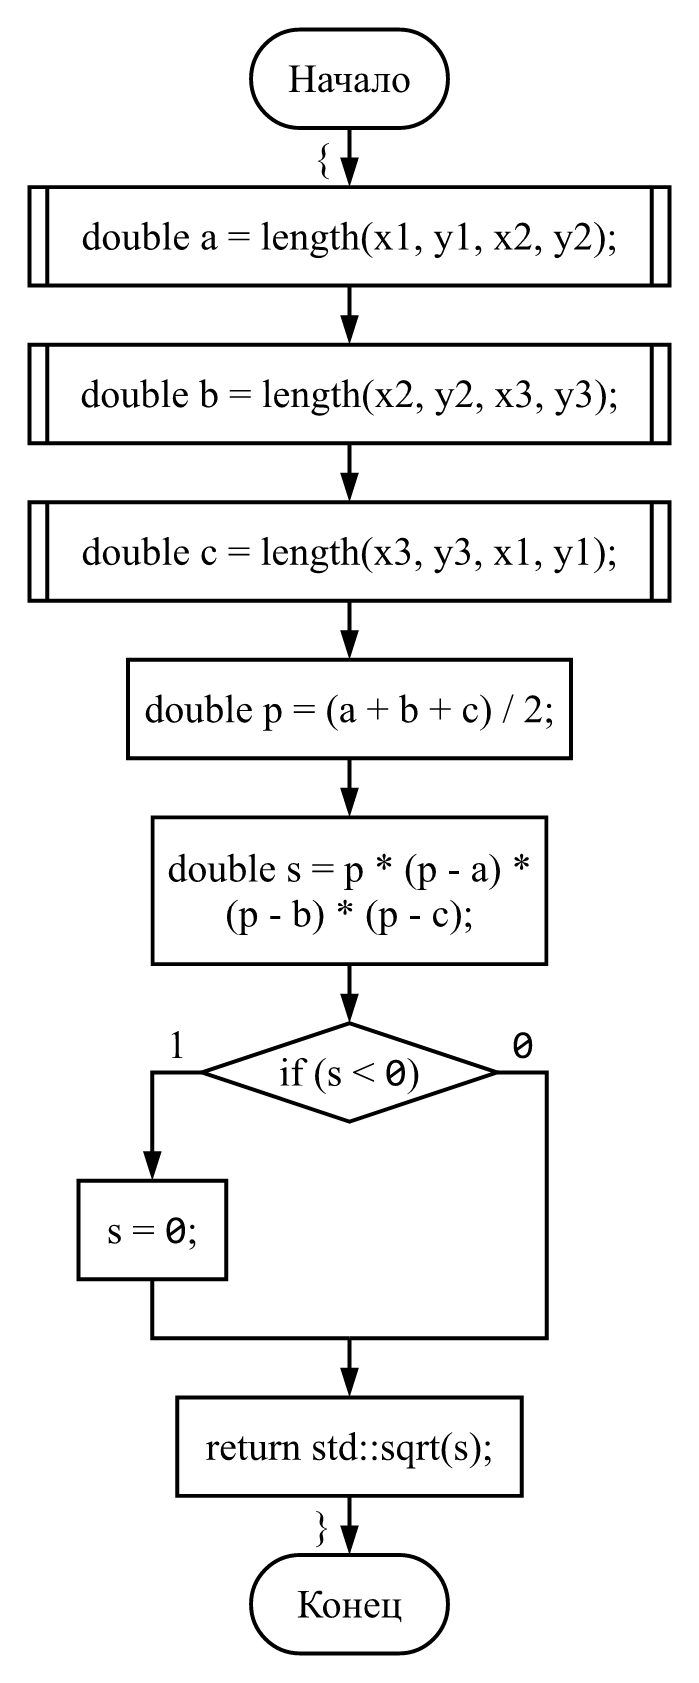 Начало
{
double a = length(x1, y1, x2, y2);
double b = length(x2, y2, x3, y3);
double c = length(x3, y3, x1, y1);
double p = (a + b + c) / 2;
double s = p * (p - a) *
(p - b) * (p - c);
1
0
if (s < 0)
s = 0;
return std::sqrt(s);
}
Конец